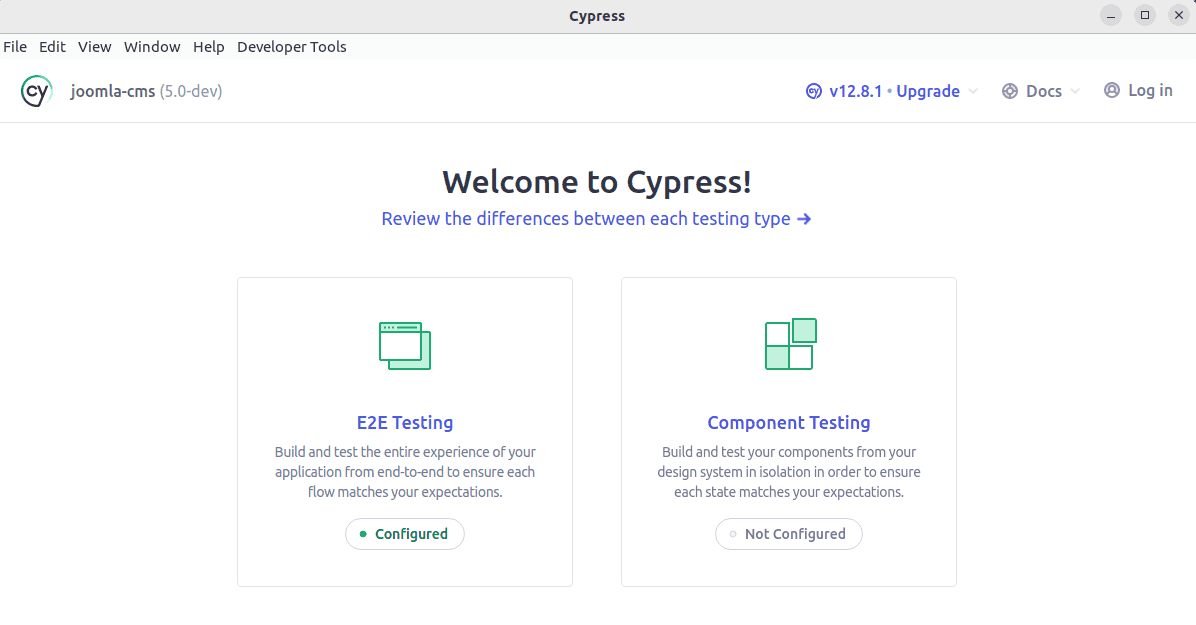 Cypress
File Edit View Window Help Developer Tools
cy joomla-cms (5.0-dev) cy v12.8.1 • Upgrade Docs Log in
Welcome to Cypress!
Review the differences between each testing type →
E2E Testing
Build and test the entire experience of your
application from end-to-end to ensure each
flow matches your expectations.
Configured
Component Testing
Build and test your components from your
design system in isolation in order to ensure
each state matches your expectations.
Not Configured